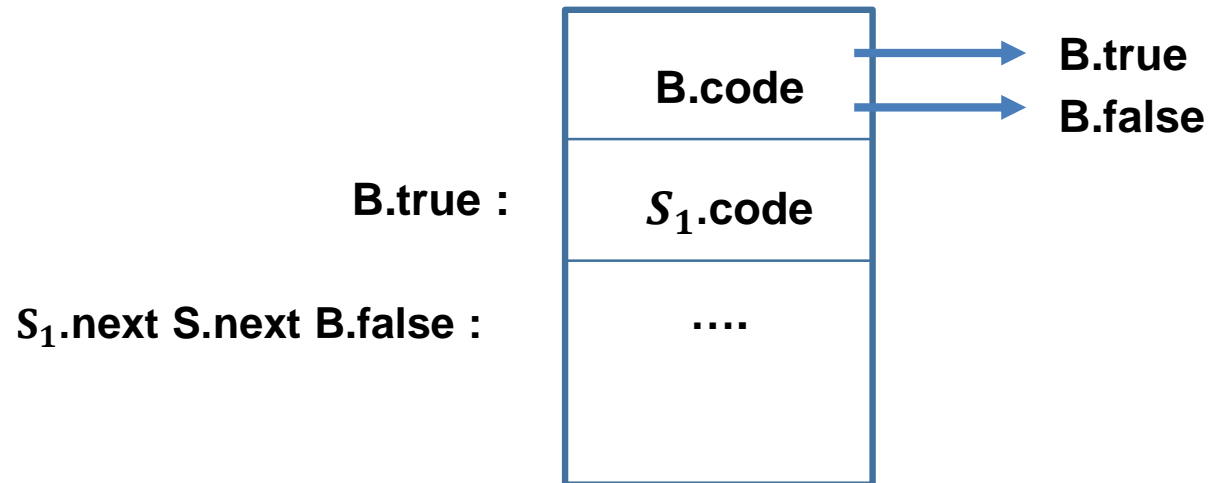 B.code
B.true
B.false
B.true :
S₁.code
S₁.next S.next B.false :
....